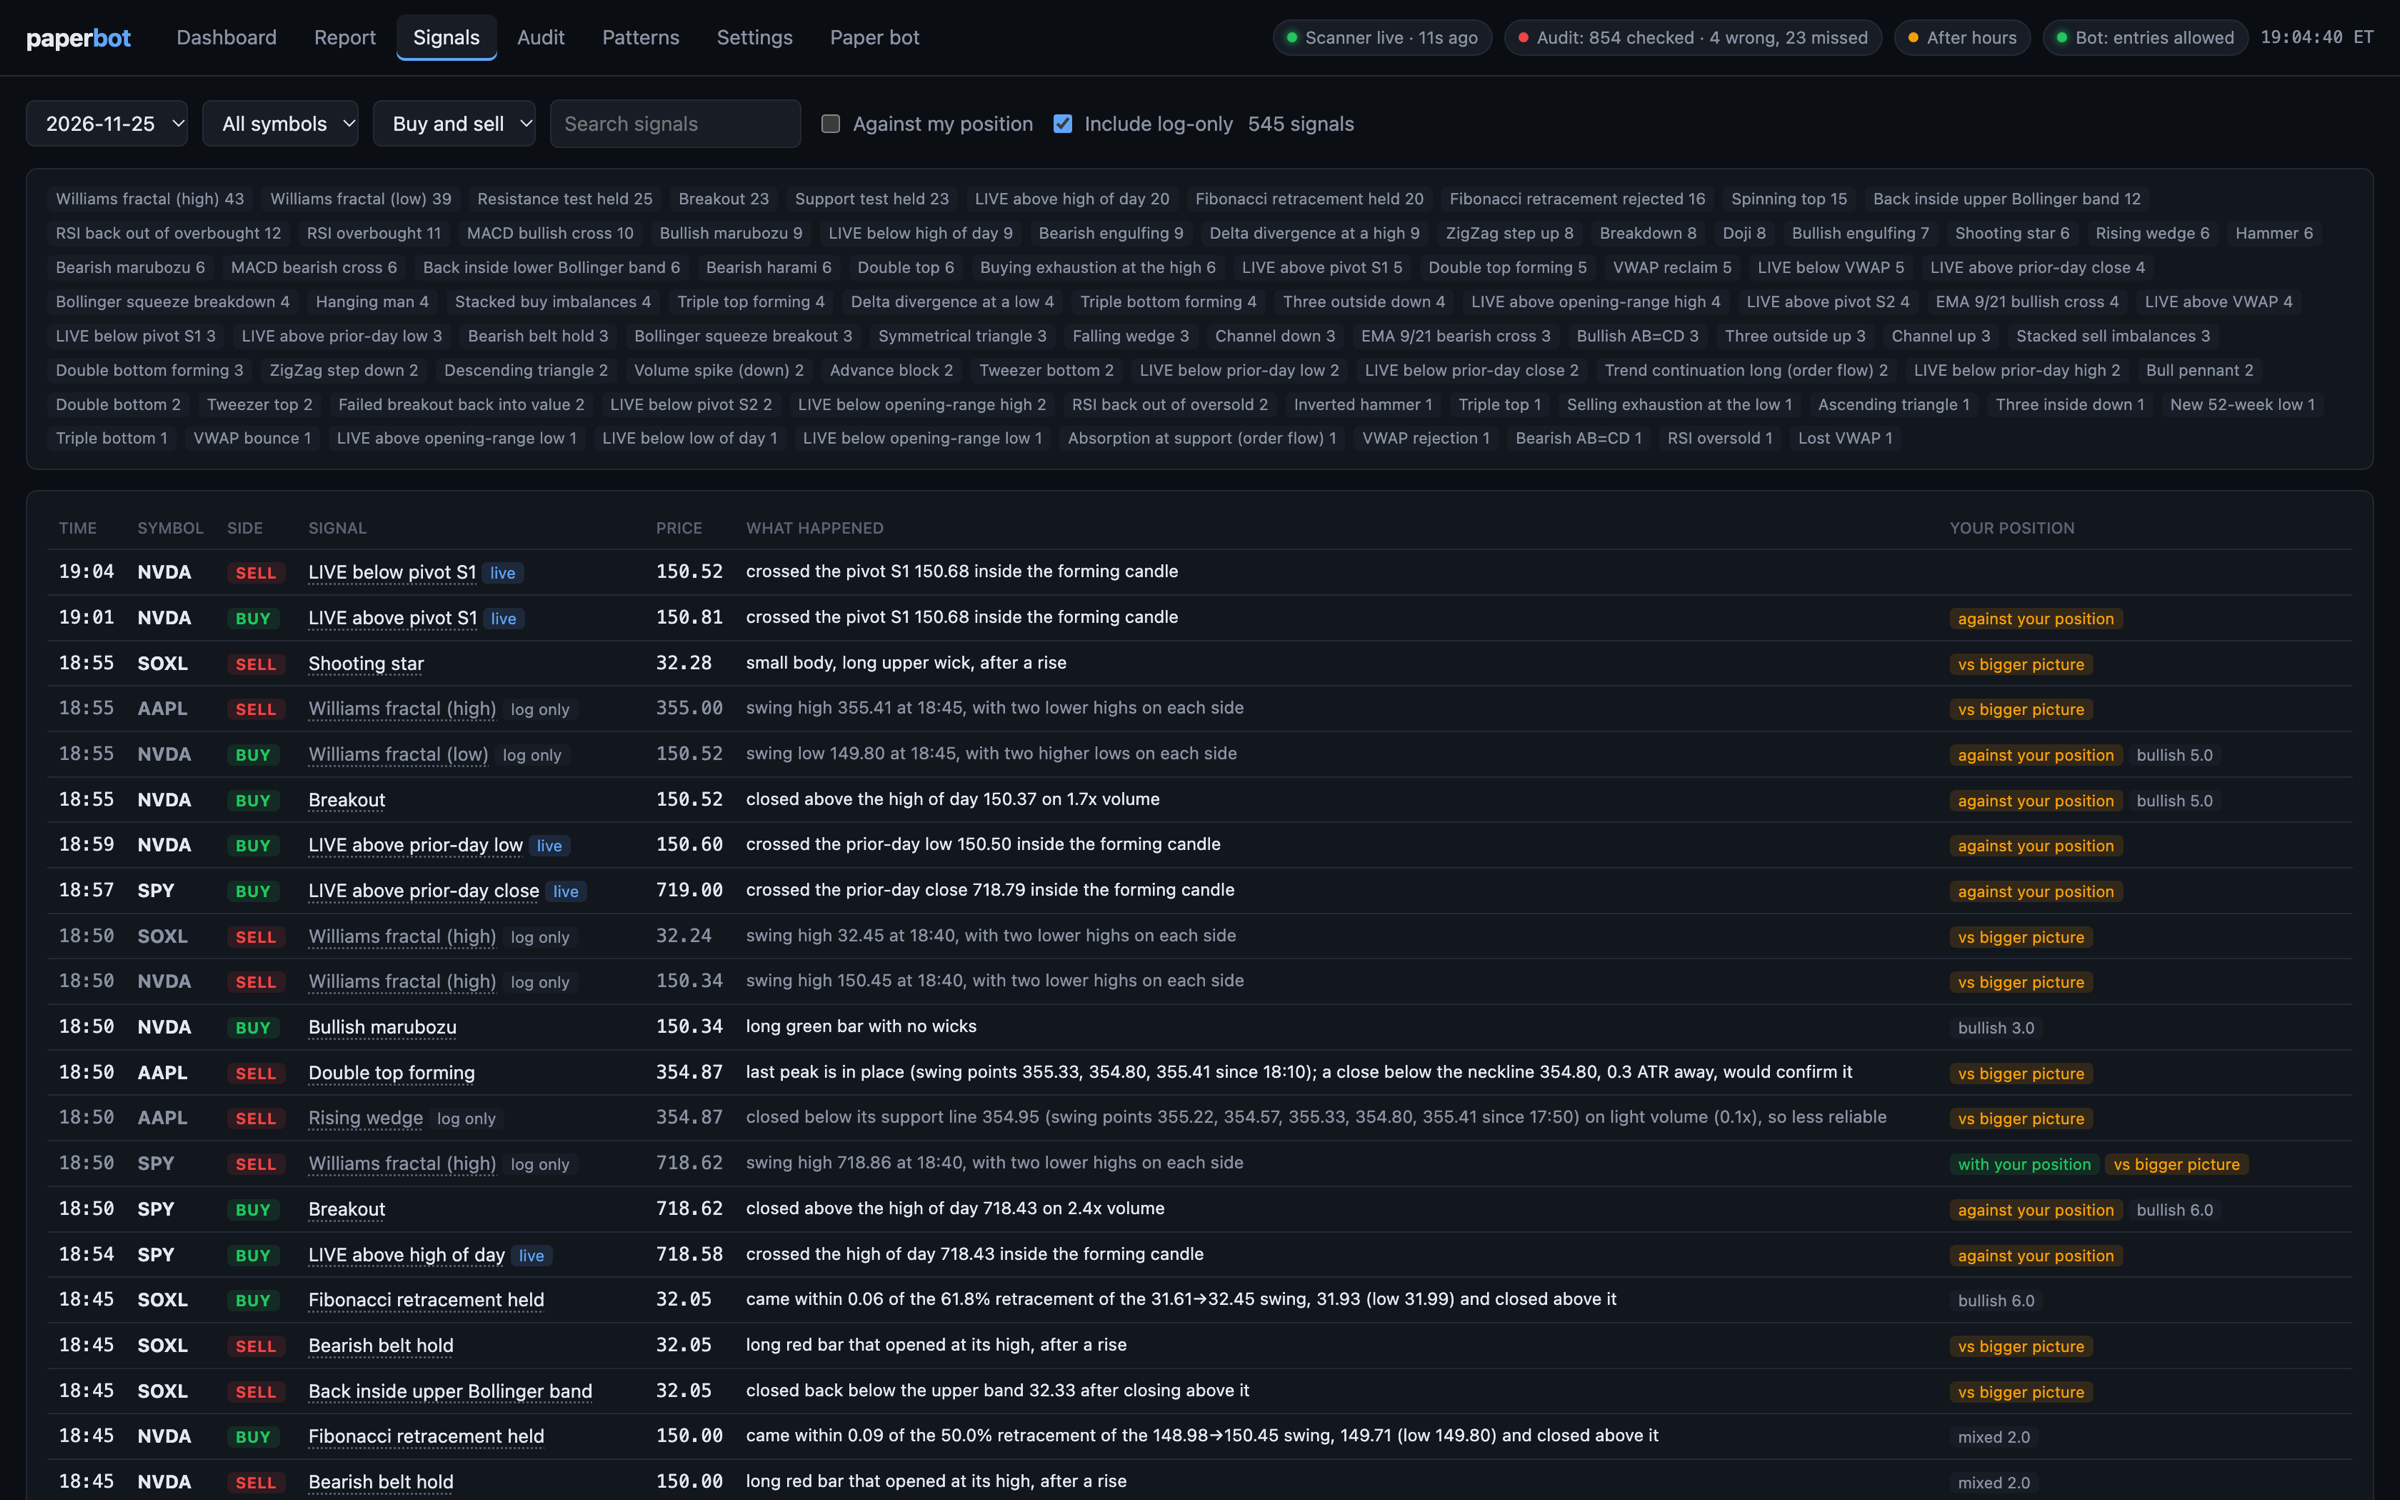 paperbot Dashboard Report Signals Audit Patterns Settings Paper bot Scanner live · 11s ago Audit: 854 checked · 4 wrong, 23 missed After hours Bot: entries allowed 19:04:40 ET
2026-11-25 All symbols Buy and sell Search signals Against my position Include log-only 545 signals
Williams fractal (high) 43 Williams fractal (low) 39 Resistance test held 25 Breakout 23 Support test held 23 LIVE above high of day 20 Fibonacci retracement held 20 Fibonacci retracement rejected 16 Spinning top 15 Back inside upper Bollinger band 12
RSI back out of overbought 12 RSI overbought 11 MACD bullish cross 10 Bullish marubozu 9 LIVE below high of day 9 Bearish engulfing 9 Delta divergence at a high 9 ZigZag step up 8 Breakdown 8 Doji 8 Bullish engulfing 7 Shooting star 6 Rising wedge 6 Hammer 6
Bearish marubozu 6 MACD bearish cross 6 Back inside lower Bollinger band 6 Bearish harami 6 Double top 6 Buying exhaustion at the high 6 LIVE above pivot S1 5 Double top forming 5 VWAP reclaim 5 LIVE below VWAP 5 LIVE above prior-day close 4
Bollinger squeeze breakdown 4 Hanging man 4 Stacked buy imbalances 4 Triple top forming 4 Delta divergence at a low 4 Triple bottom forming 4 Three outside down 4 LIVE above opening-range high 4 LIVE above pivot S2 4 EMA 9/21 bullish cross 4 LIVE above VWAP 4
LIVE below pivot S1 3 LIVE above prior-day low 3 Bearish belt hold 3 Bollinger squeeze breakout 3 Symmetrical triangle 3 Falling wedge 3 Channel down 3 EMA 9/21 bearish cross 3 Bullish AB=CD 3 Three outside up 3 Channel up 3 Stacked sell imbalances 3
Double bottom forming 3 ZigZag step down 2 Descending triangle 2 Volume spike (down) 2 Advance block 2 Tweezer bottom 2 LIVE below prior-day low 2 LIVE below prior-day close 2 Trend continuation long (order flow) 2 LIVE below prior-day high 2 Bull pennant 2
Double bottom 2 Tweezer top 2 Failed breakout back into value 2 LIVE below pivot S2 2 LIVE below opening-range high 2 RSI back out of oversold 2 Inverted hammer 1 Triple top 1 Selling exhaustion at the low 1 Ascending triangle 1 Three inside down 1 New 52-week low 1
Triple bottom 1 VWAP bounce 1 LIVE above opening-range low 1 LIVE below low of day 1 LIVE below opening-range low 1 Absorption at support (order flow) 1 VWAP rejection 1 Bearish AB=CD 1 RSI oversold 1 Lost VWAP 1
TIME SYMBOL SIDE SIGNAL PRICE WHAT HAPPENED YOUR POSITION
19:04 NVDA SELL LIVE below pivot S1 live 150.52 crossed the pivot S1 150.68 inside the forming candle
19:01 NVDA BUY LIVE above pivot S1 live 150.81 crossed the pivot S1 150.68 inside the forming candle against your position
18:55 SOXL SELL Shooting star 32.28 small body, long upper wick, after a rise vs bigger picture
18:55 AAPL SELL Williams fractal (high) log only 355.00 swing high 355.41 at 18:45, with two lower highs on each side vs bigger picture
18:55 NVDA BUY Williams fractal (low) log only 150.52 swing low 149.80 at 18:45, with two higher lows on each side against your position bullish 5.0
18:55 NVDA BUY Breakout 150.52 closed above the high of day 150.37 on 1.7x volume against your position bullish 5.0
18:59 NVDA BUY LIVE above prior-day low live 150.60 crossed the prior-day low 150.50 inside the forming candle against your position
18:57 SPY BUY LIVE above prior-day close live 719.00 crossed the prior-day close 718.79 inside the forming candle against your position
18:50 SOXL SELL Williams fractal (high) log only 32.24 swing high 32.45 at 18:40, with two lower highs on each side vs bigger picture
18:50 NVDA SELL Williams fractal (high) log only 150.34 swing high 150.45 at 18:40, with two lower highs on each side vs bigger picture
18:50 NVDA BUY Bullish marubozu 150.34 long green bar with no wicks bullish 3.0
18:50 AAPL SELL Double top forming 354.87 last peak is in place (swing points 355.33, 354.80, 355.41 since 18:10); a close below the neckline 354.80, 0.3 ATR away, would confirm it vs bigger picture
18:50 AAPL SELL Rising wedge log only 354.87 closed below its support line 354.95 (swing points 355.22, 354.57, 355.33, 354.80, 355.41 since 17:50) on light volume (0.1x), so less reliable vs bigger picture
18:50 SPY SELL Williams fractal (high) log only 718.62 swing high 718.86 at 18:40, with two lower highs on each side with your position vs bigger picture
18:50 SPY BUY Breakout 718.62 closed above the high of day 718.43 on 2.4x volume against your position bullish 6.0
18:54 SPY BUY LIVE above high of day live 718.58 crossed the high of day 718.43 inside the forming candle against your position
18:45 SOXL BUY Fibonacci retracement held 32.05 came within 0.06 of the 61.8% retracement of the 31.61→32.45 swing, 31.93 (low 31.99) and closed above it bullish 6.0
18:45 SOXL SELL Bearish belt hold 32.05 long red bar that opened at its high, after a rise vs bigger picture
18:45 SOXL SELL Back inside upper Bollinger band 32.05 closed back below the upper band 32.33 after closing above it vs bigger picture
18:45 NVDA BUY Fibonacci retracement held 150.00 came within 0.09 of the 50.0% retracement of the 148.98→150.45 swing, 149.71 (low 149.80) and closed above it mixed 2.0
18:45 NVDA SELL Bearish belt hold 150.00 long red bar that opened at its high, after a rise mixed 2.0